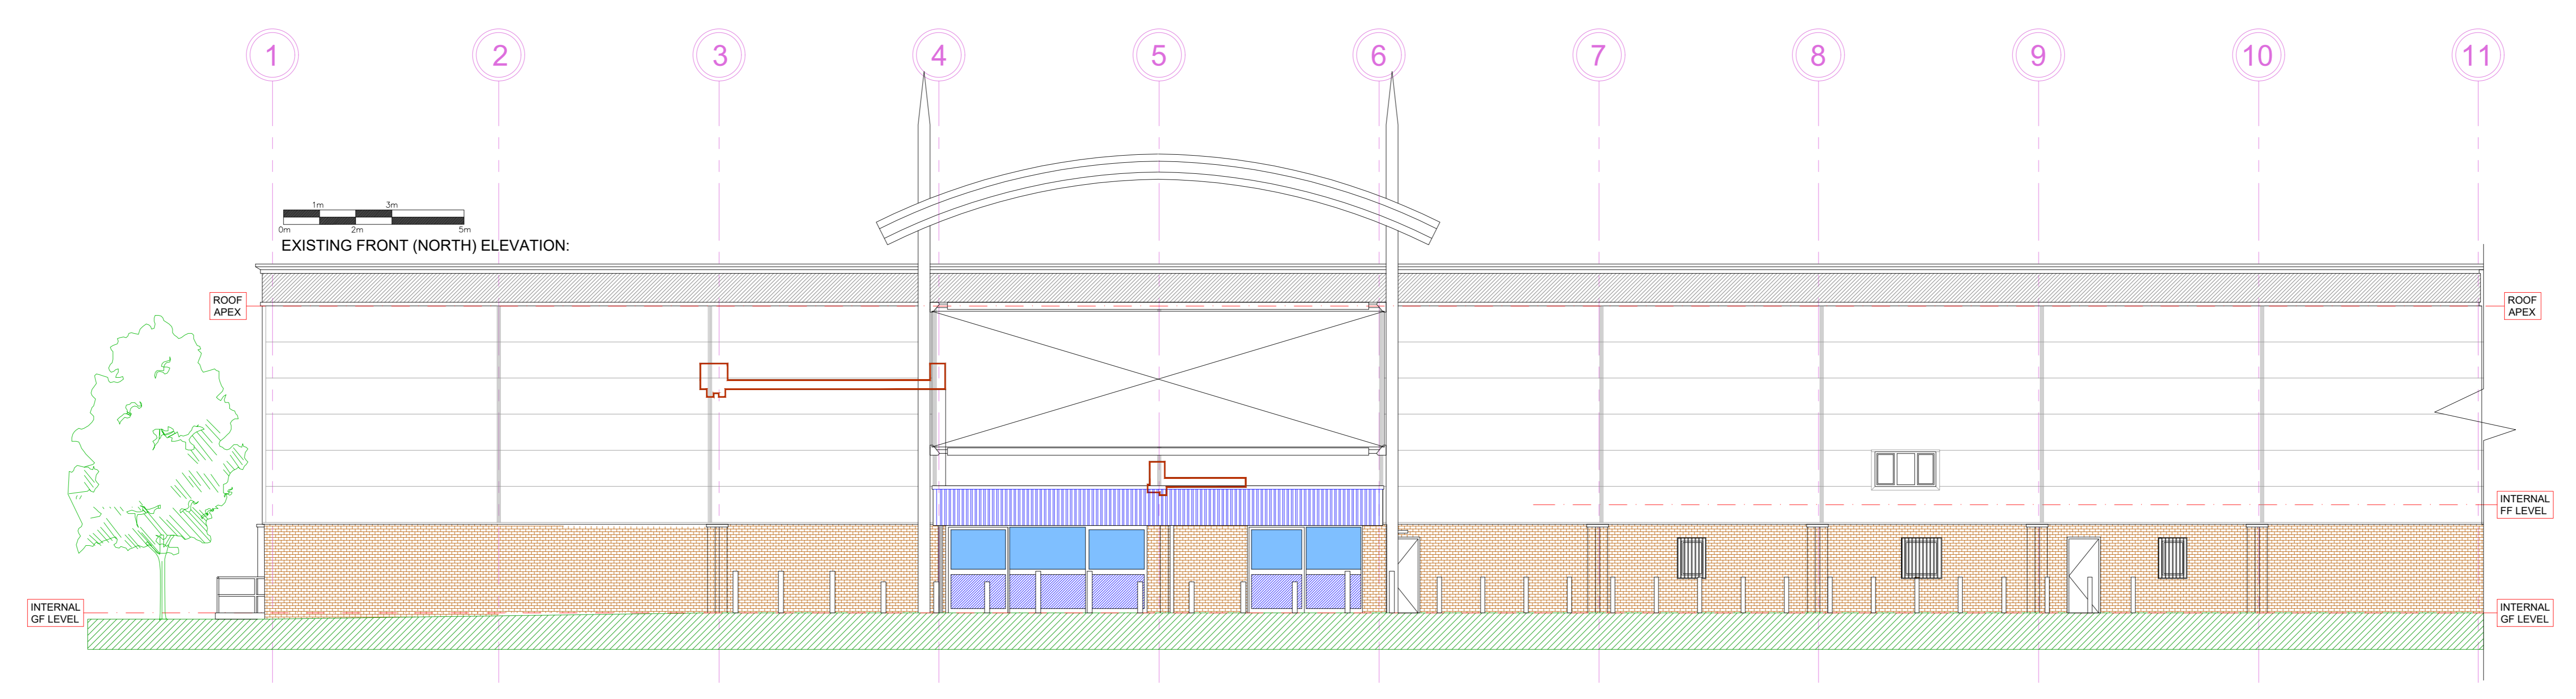 1 2 3 4 5 6 7 8 9 10 11
1m 3m
0m 2m 5m
EXISTING FRONT (NORTH) ELEVATION:
ROOF
APEX
ROOF
APEX
INTERNAL
FF LEVEL
INTERNAL
GF LEVEL
INTERNAL
GF LEVEL